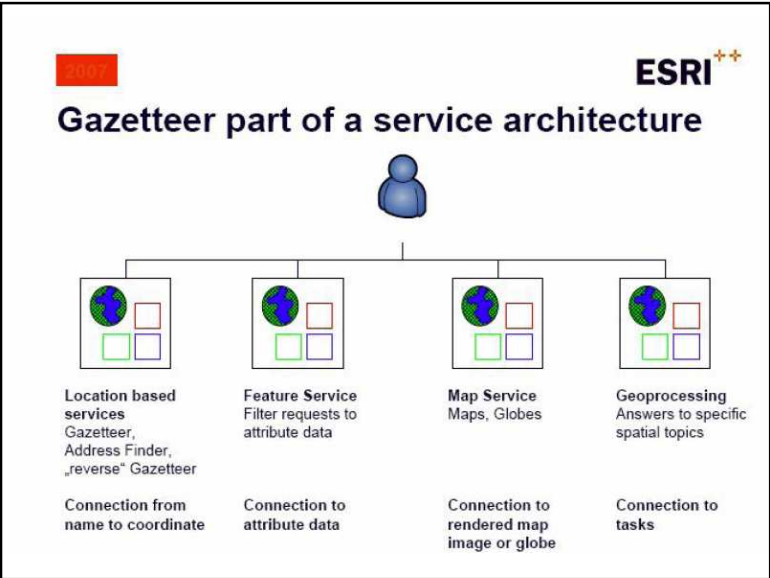 2007
ESRI++
Gazetteer part of a service architecture
Location based
services
Gazetteer,
Address Finder,
„reverse“ Gazetteer
Connection from
name to coordinate
Feature Service
Filter requests to
attribute data
Connection to
attribute data
Map Service
Maps, Globes
Connection to
rendered map
image or globe
Geoprocessing
Answers to specific
spatial topics
Connection to
tasks